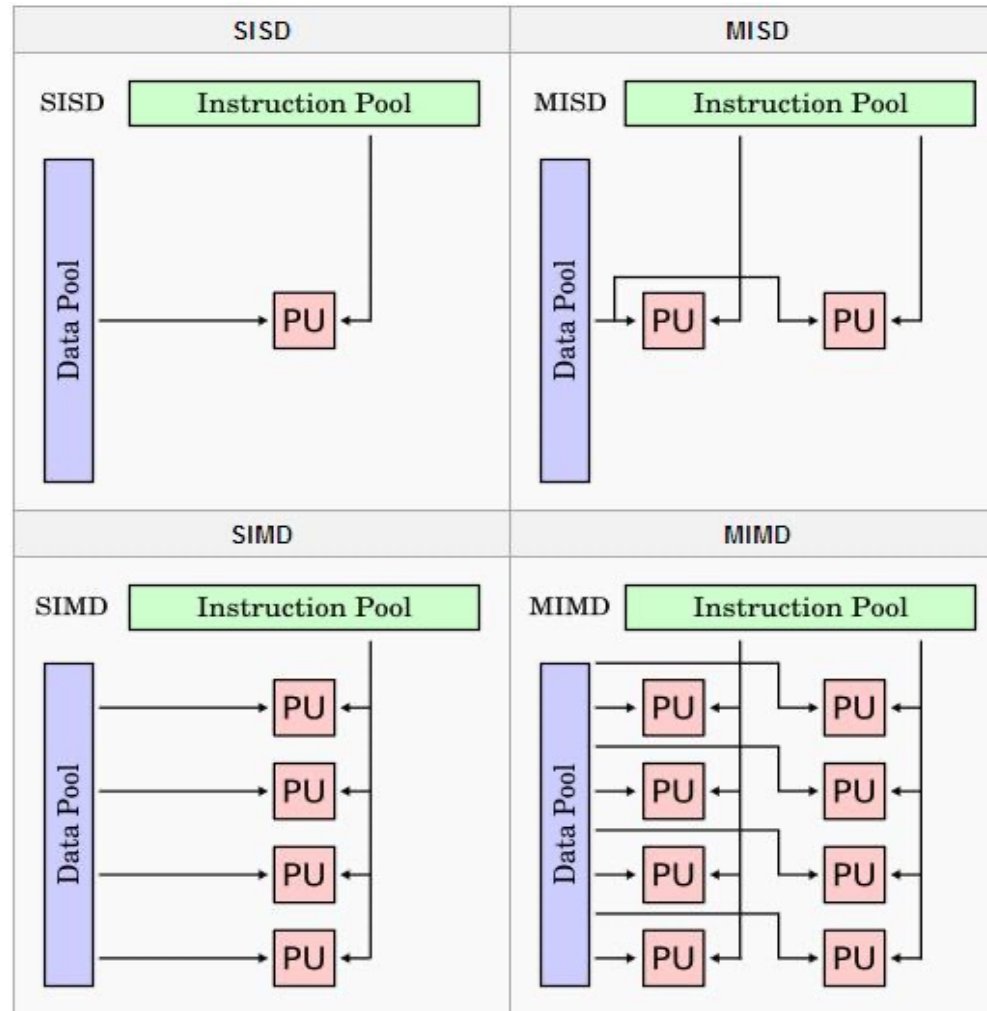 SISD
MISD
SISD
Instruction Pool
Data Pool
PU
MISD
Instruction Pool
Data Pool
PU
PU
SIMD
MIMD
SIMD
Instruction Pool
Data Pool
PU
PU
PU
PU
MIMD
Instruction Pool
Data Pool
PU
PU
PU
PU
PU
PU
PU
PU